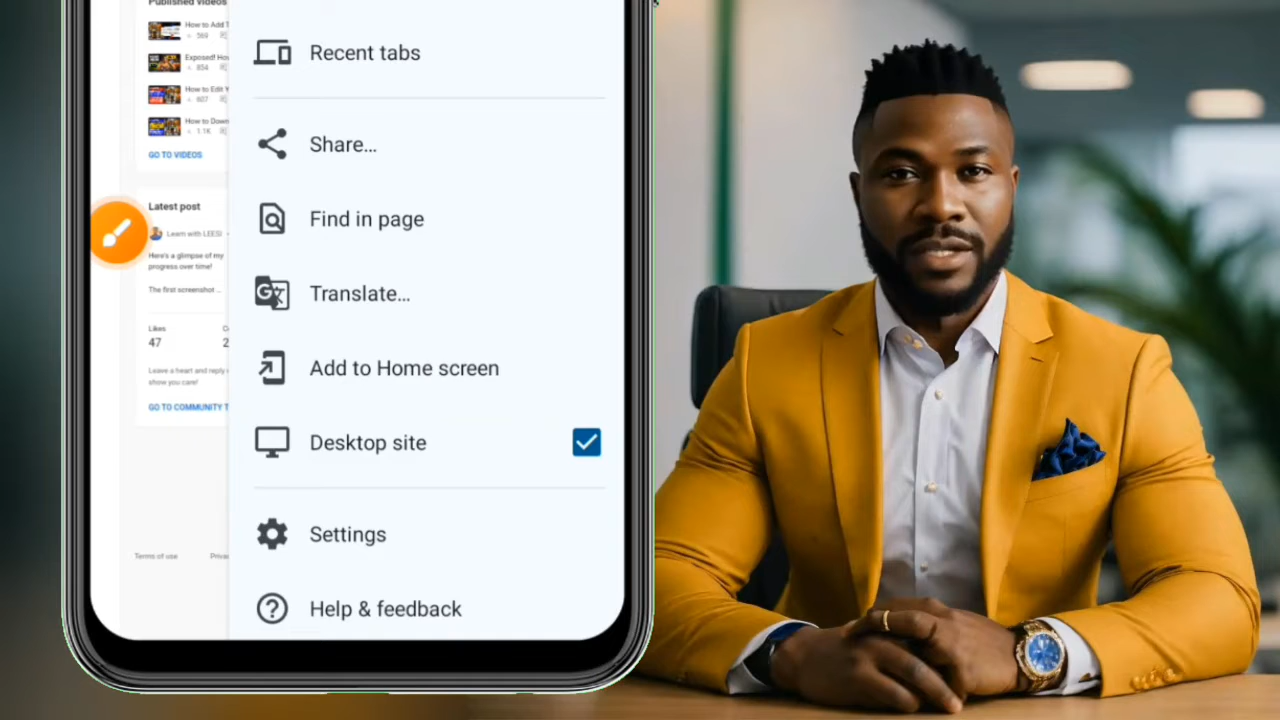 Published videos
How to Add T
569
Exposed! Hou
854
How to Edit Y
607
How to Down
1.1K
GO TO VIDEOS
Latest post
Learn with LEESI
Here's a glimpse of my
progress over time!
The first screenshot ...
Likes
47
2
Leave a heart and reply
show you care!
GO TO COMMUNITY T
Terms of use
Priva
Recent tabs
Share...
Find in page
Translate...
Add to Home screen
Desktop site
Settings
Help & feedback